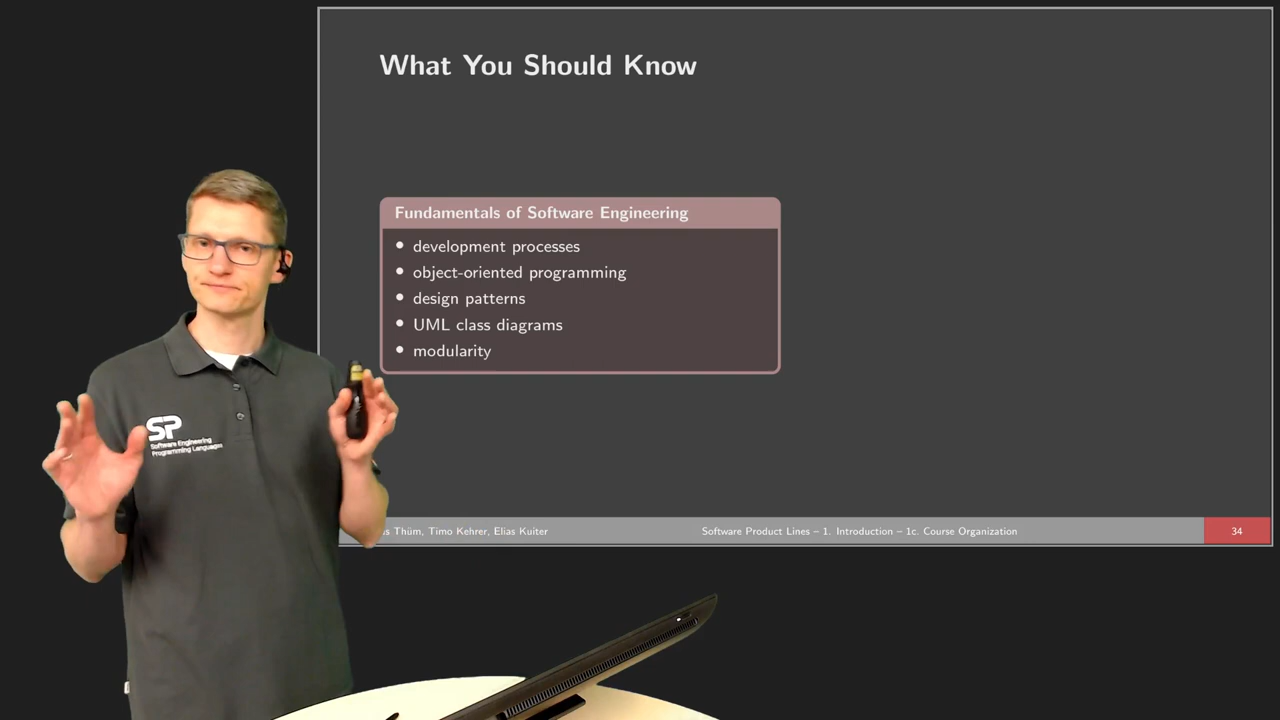 What You Should Know
Fundamentals of Software Engineering
• development processes
• object-oriented programming
• design patterns
• UML class diagrams
• modularity
SP
Software Engineering
Programming Languages
Thüm, Timo Kehrer, Elias Kuiter
Software Product Lines – 1. Introduction – 1c. Course Organization
34